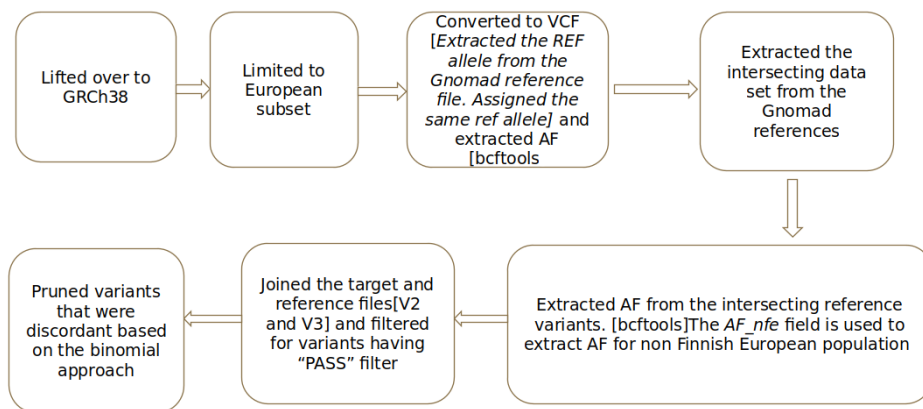 Lifted over to
GRCh38
Limited to
European
subset
Converted to VCF
[Extracted the REF
allele from the
Gnomad reference
file. Assigned the
same ref allele] and
extracted AF
[bcftools
Extracted the
intersecting data
set from the
Gnomad
references
Extracted AF from the intersecting reference
variants. [bcftools]The AF_nfe field is used to
extract AF for non Finnish European population
Joined the target and
reference files[V2
and V3] and filtered
for variants having
“PASS” filter
Pruned variants
that were
discordant based
on the binomial
approach